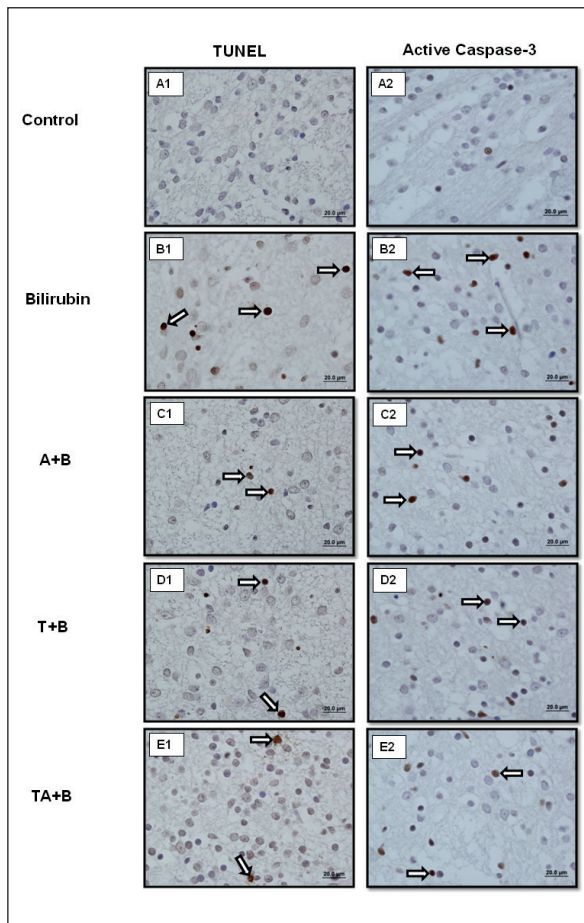 TUNEL Active Caspase-3
Control
A1
20.0 µm
A2
20.0 µm
Bilirubin
B1
20.0 µm
B2
20.0 µm
A+B
C1
20.0 µm
C2
20.0 µm
T+B
D1
20.0 µm
D2
20.0 µm
TA+B
E1
20.0 µm
E2
20.0 µm